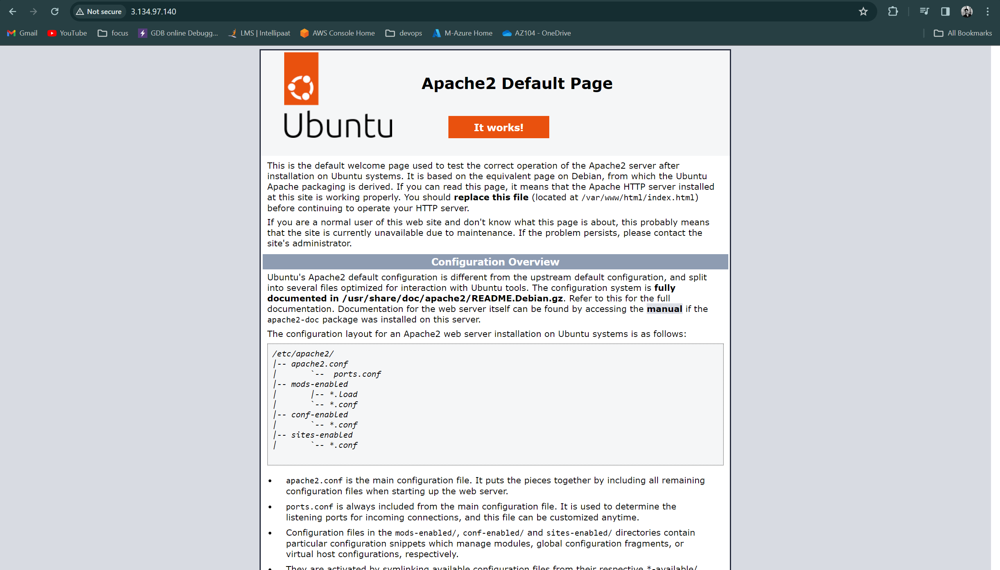 Not secure 3.134.97.140
Gmail YouTube focus GDB online Debugg... LMS | Intellipaat AWS Console Home devops M-Azure Home AZ104 - OneDrive All Bookmarks
Apache2 Default Page
Ubuntu
It works!
This is the default welcome page used to test the correct operation of the Apache2 server after
installation on Ubuntu systems. It is based on the equivalent page on Debian, from which the Ubuntu
Apache packaging is derived. If you can read this page, it means that the Apache HTTP server installed
at this site is working properly. You should replace this file (located at /var/www/html/index.html)
before continuing to operate your HTTP server.
If you are a normal user of this web site and don't know what this page is about, this probably means
that the site is currently unavailable due to maintenance. If the problem persists, please contact the
site's administrator.
Configuration Overview
Ubuntu's Apache2 default configuration is different from the upstream default configuration, and split
into several files optimized for interaction with Ubuntu tools. The configuration system is fully
documented in /usr/share/doc/apache2/README.Debian.gz. Refer to this for the full
documentation. Documentation for the web server itself can be found by accessing the manual if the
apache2-doc package was installed on this server.
The configuration layout for an Apache2 web server installation on Ubuntu systems is as follows:
/etc/apache2/
|-- apache2.conf
|       `--  ports.conf
|-- mods-enabled
|       |-- *.load
|       `-- *.conf
|-- conf-enabled
|       `-- *.conf
|-- sites-enabled
|       `-- *.conf
• apache2.conf is the main configuration file. It puts the pieces together by including all remaining
configuration files when starting up the web server.
• ports.conf is always included from the main configuration file. It is used to determine the
listening ports for incoming connections, and this file can be customized anytime.
• Configuration files in the mods-enabled/, conf-enabled/ and sites-enabled/ directories contain
particular configuration snippets which manage modules, global configuration fragments, or
virtual host configurations, respectively.
• They are activated by symlinking available configuration files from their respective *-available/